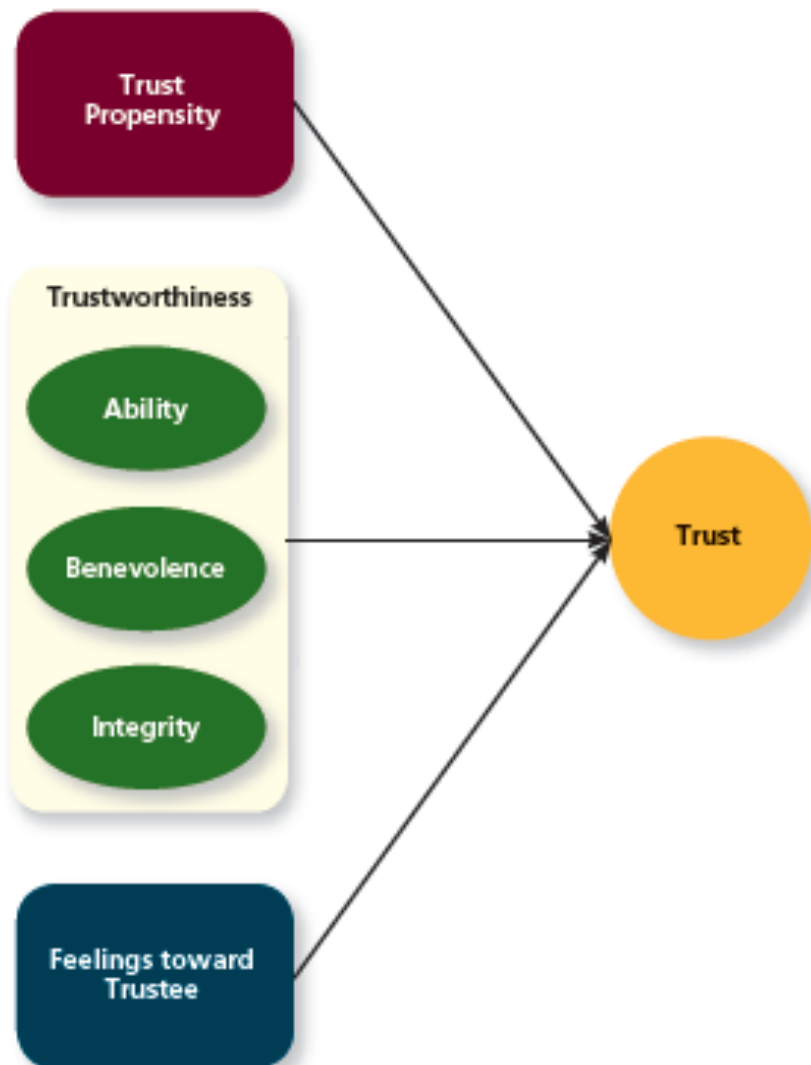 Trust
Propensity
Trustworthiness
Ability
Benevolence
Integrity
Trust
Feelings toward
Trustee